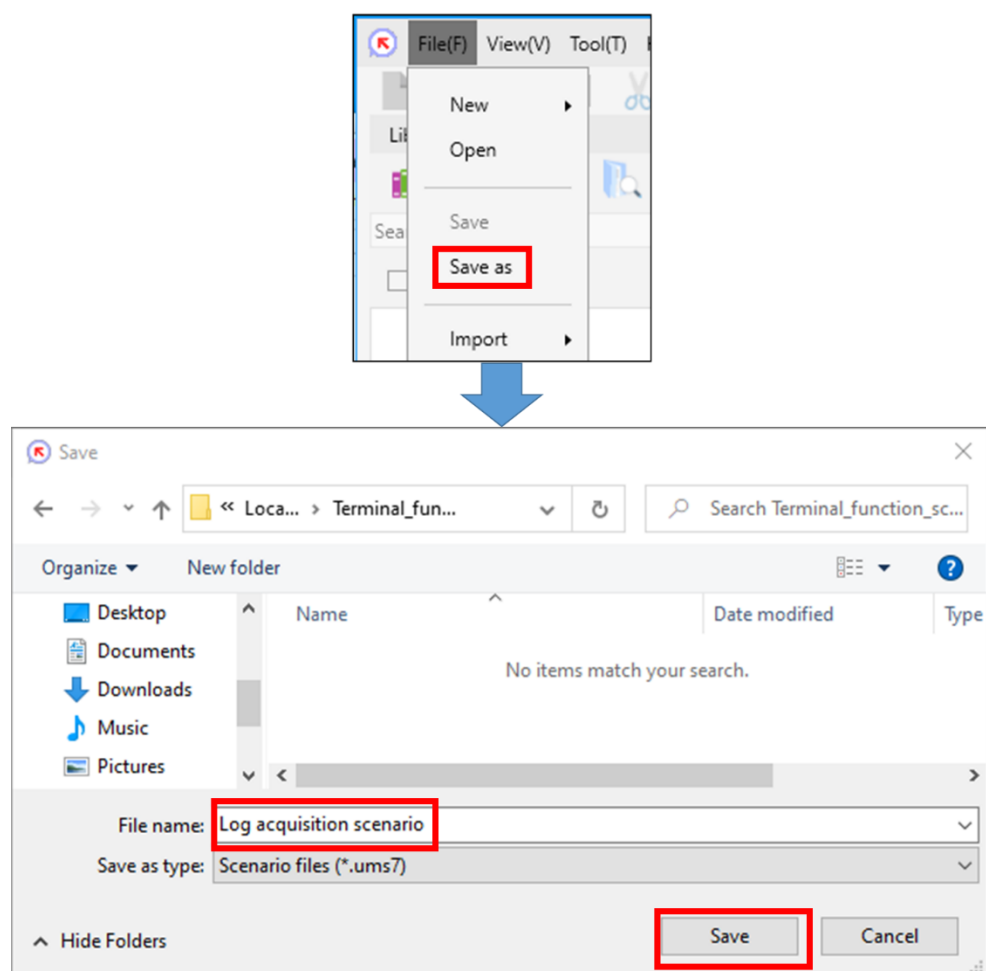 File(F) View(V) Tool(T)
New
Open
Save
Save as
Import
Save
« Loca... › Terminal_fun...
Search Terminal_function_sc...
Organize New folder
Name Date modified Type
Desktop
Documents
Downloads
Music
Pictures
No items match your search.
File name: Log acquisition scenario
Save as type: Scenario files (*.ums7)
Hide Folders Save Cancel